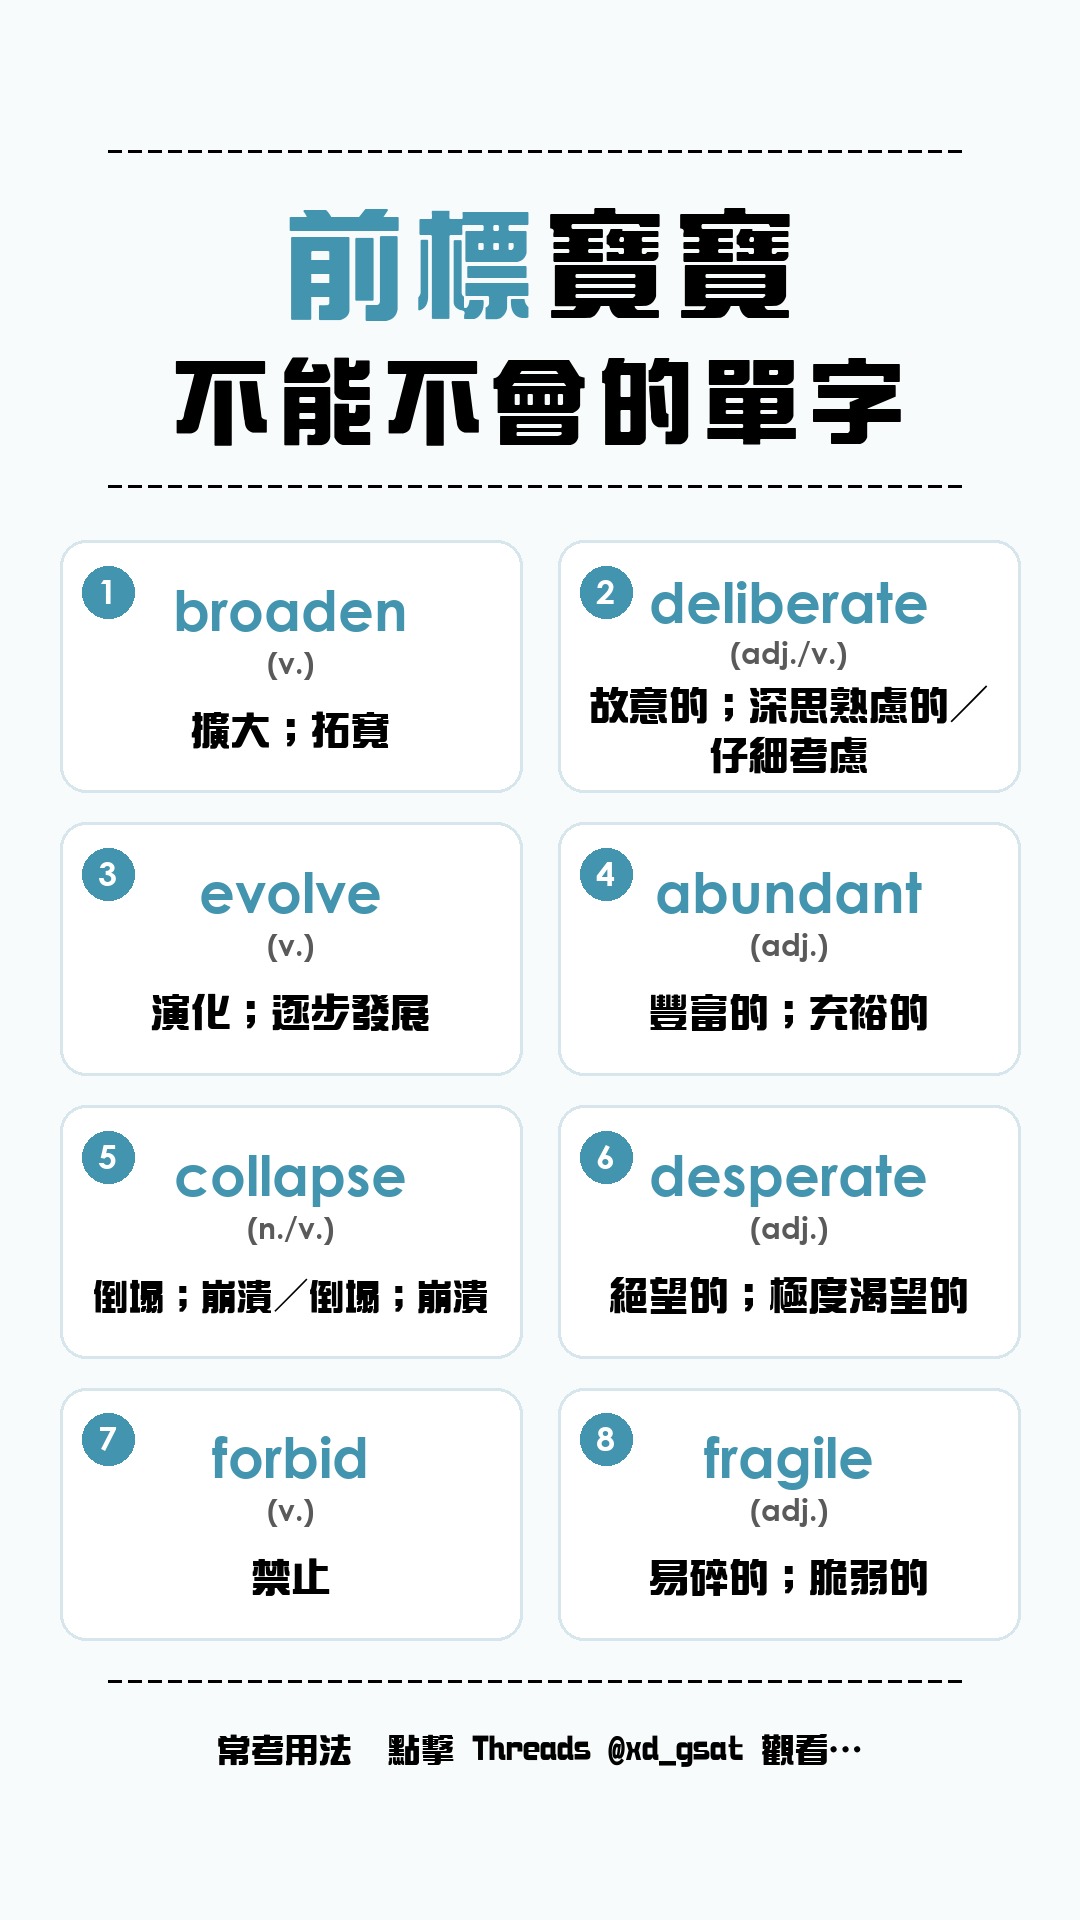 前標寶寶
不能不會的單字
1
broaden
(v.)
擴大；拓寬
2
deliberate
(adj./v.)
故意的；深思熟慮的／
仔細考慮
3
evolve
(v.)
演化；逐步發展
4
abundant
(adj.)
豐富的；充裕的
5
collapse
(n./v.)
倒塌；崩潰／倒塌；崩潰
6
desperate
(adj.)
絕望的；極度渴望的
7
forbid
(v.)
禁止
8
fragile
(adj.)
易碎的；脆弱的
常考用法　點擊 Threads @xd_gsat 觀看…